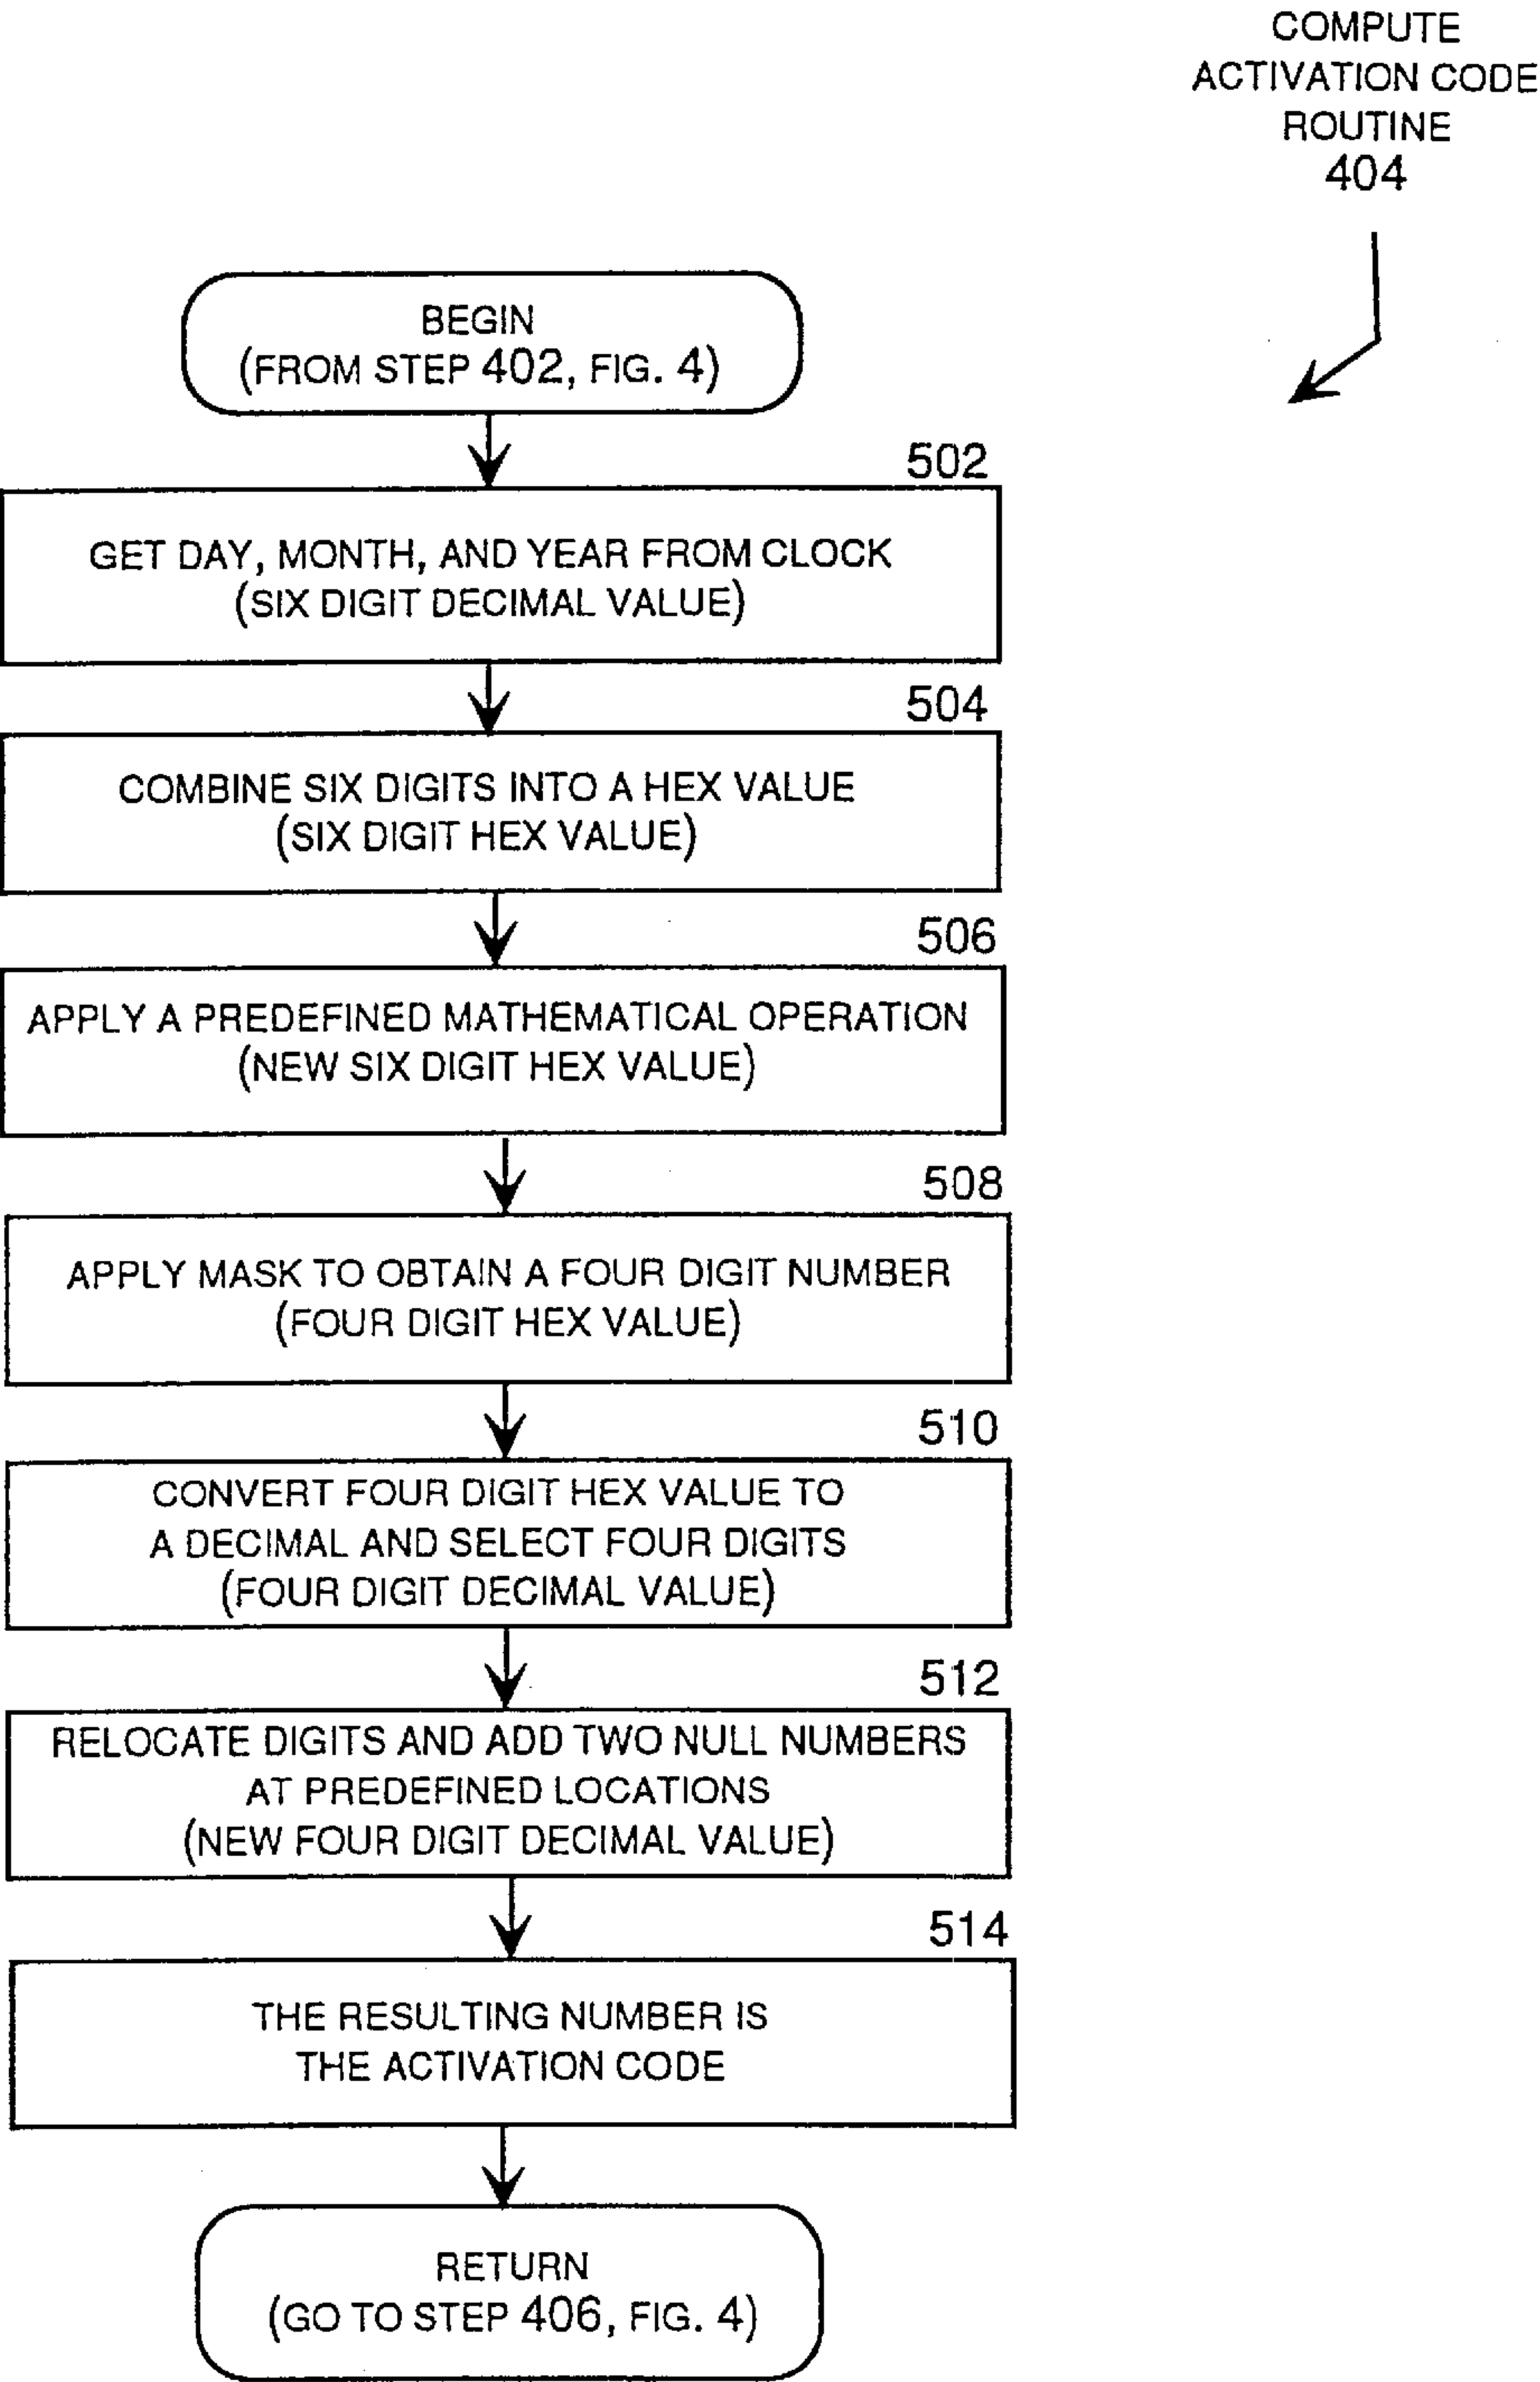 COMPUTE
ACTIVATION CODE
ROUTINE
404
BEGIN
(FROM STEP 402, FIG. 4)
502
GET DAY, MONTH, AND YEAR FROM CLOCK
(SIX DIGIT DECIMAL VALUE)
504
COMBINE SIX DIGITS INTO A HEX VALUE
(SIX DIGIT HEX VALUE)
506
APPLY A PREDEFINED MATHEMATICAL OPERATION
(NEW SIX DIGIT HEX VALUE)
508
APPLY MASK TO OBTAIN A FOUR DIGIT NUMBER
(FOUR DIGIT HEX VALUE)
510
CONVERT FOUR DIGIT HEX VALUE TO
A DECIMAL AND SELECT FOUR DIGITS
(FOUR DIGIT DECIMAL VALUE)
512
RELOCATE DIGITS AND ADD TWO NULL NUMBERS
AT PREDEFINED LOCATIONS
(NEW FOUR DIGIT DECIMAL VALUE)
514
THE RESULTING NUMBER IS
THE ACTIVATION CODE
RETURN
(GO TO STEP 406, FIG. 4)